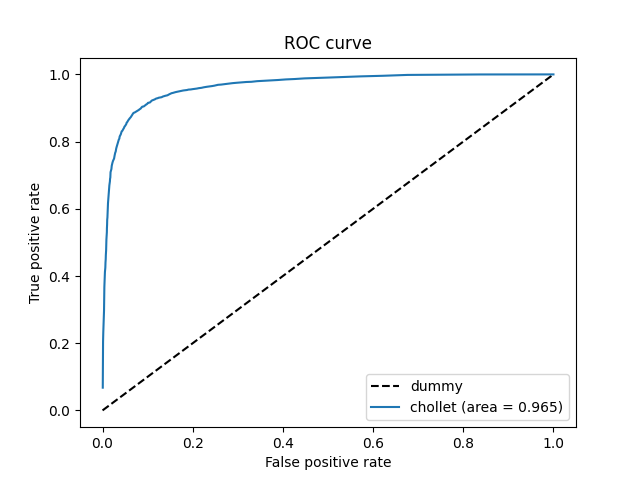 ROC curve
True positive rate
1.0
0.8
0.6
0.4
0.2
0.0
0.0 0.2 0.4 0.6 0.8 1.0
False positive rate
dummy
chollet (area = 0.965)